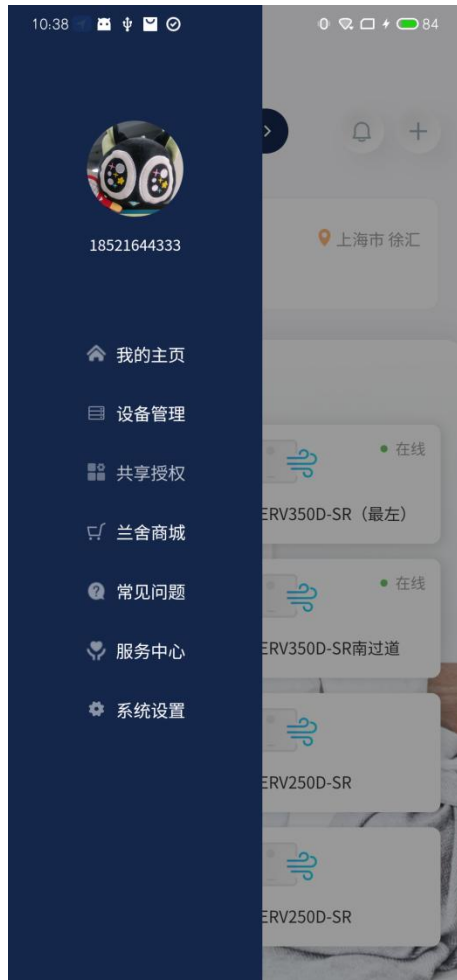 10:38
84
18521644333
上海市 徐汇
我的主页
设备管理
在线
共享授权
ERV350D-SR（最左）
兰舍商城
在线
常见问题
ERV350D-SR南过道
服务中心
系统设置
ERV250D-SR
ERV250D-SR